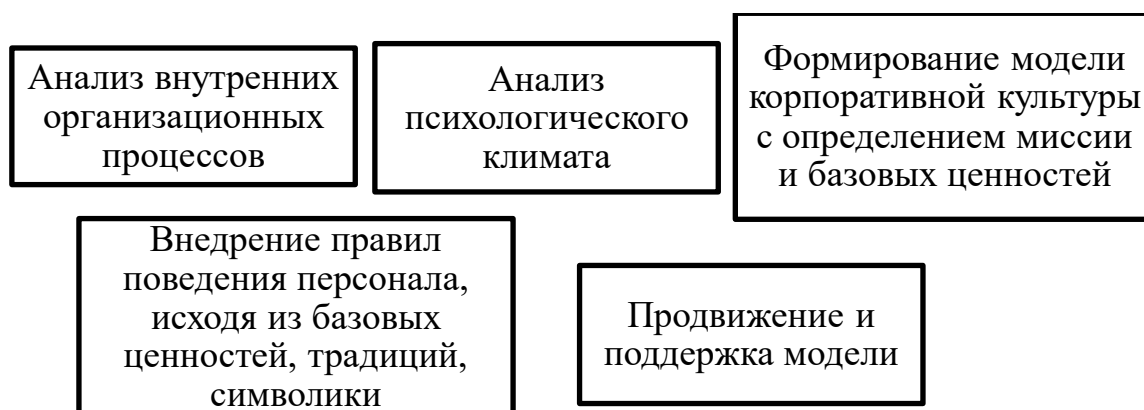 Анализ внутренних
организационных
процессов
Анализ
психологического
климата
Формирование модели
корпоративной культуры
с определением миссии
и базовых ценностей
Внедрение правил
поведения персонала,
исходя из базовых
ценностей, традиций,
символики
Продвижение и
поддержка модели